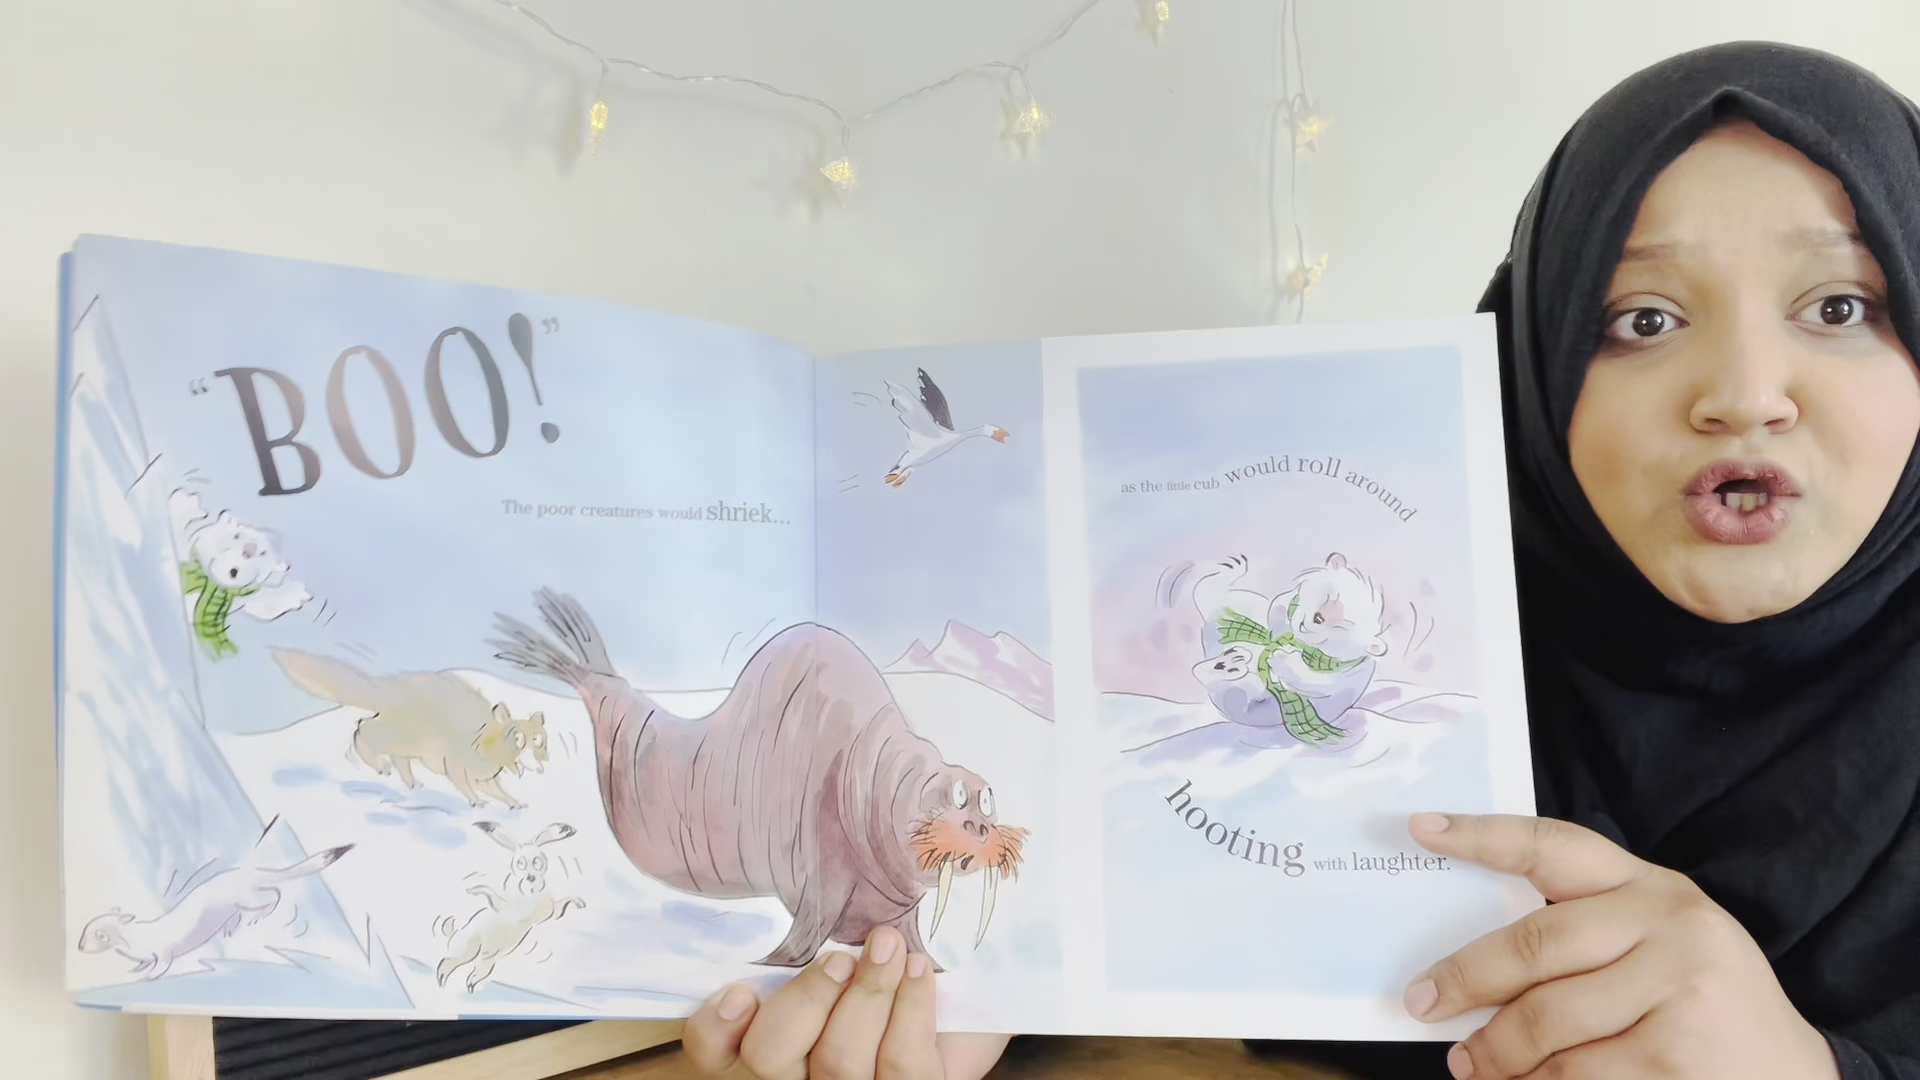 “BOO!”
The poor creatures would shriek...
as the little cub would roll around
hooting with laughter.